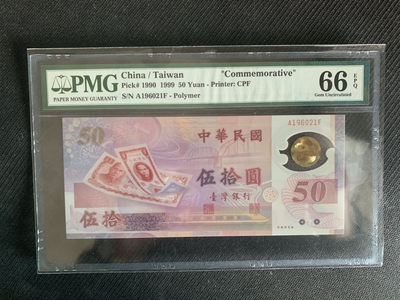 PMG
PAPER MONEY GUARANTY
China / Taiwan "Commemorative"
Pick# 1990 1999 50 Yuan - Printer: CPF
S/N A196021F - Polymer
66 EPQ
Gem Uncirculated
50
中華民國
A196021F
伍拾圓
臺灣銀行
伍拾
50